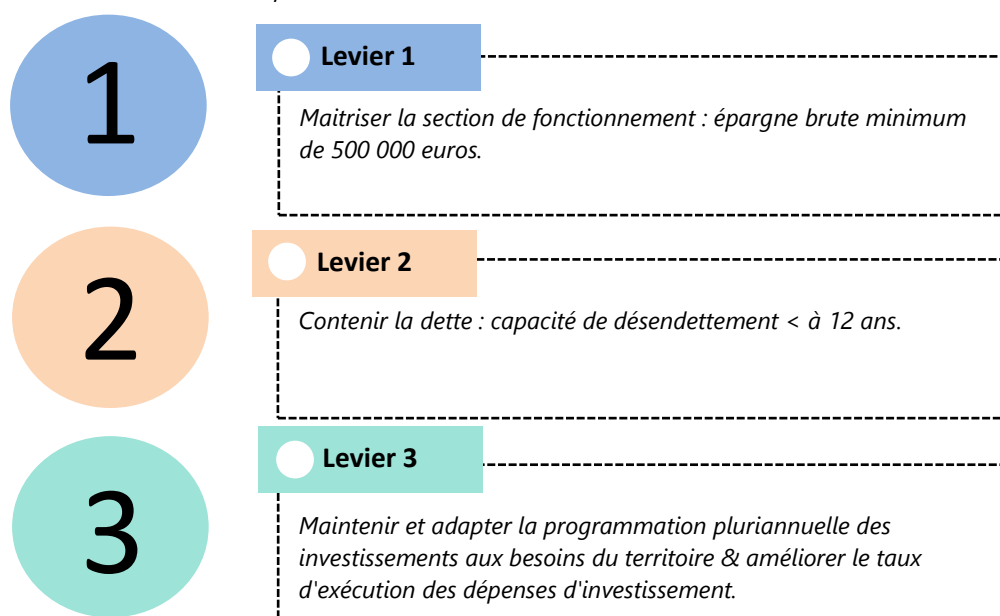 1
Levier 1
Maitriser la section de fonctionnement : épargne brute minimum
de 500 000 euros.
2
Levier 2
Contenir la dette : capacité de désendettement < à 12 ans.
3
Levier 3
Maintenir et adapter la programmation pluriannuelle des
investissements aux besoins du territoire & améliorer le taux
d'exécution des dépenses d'investissement.